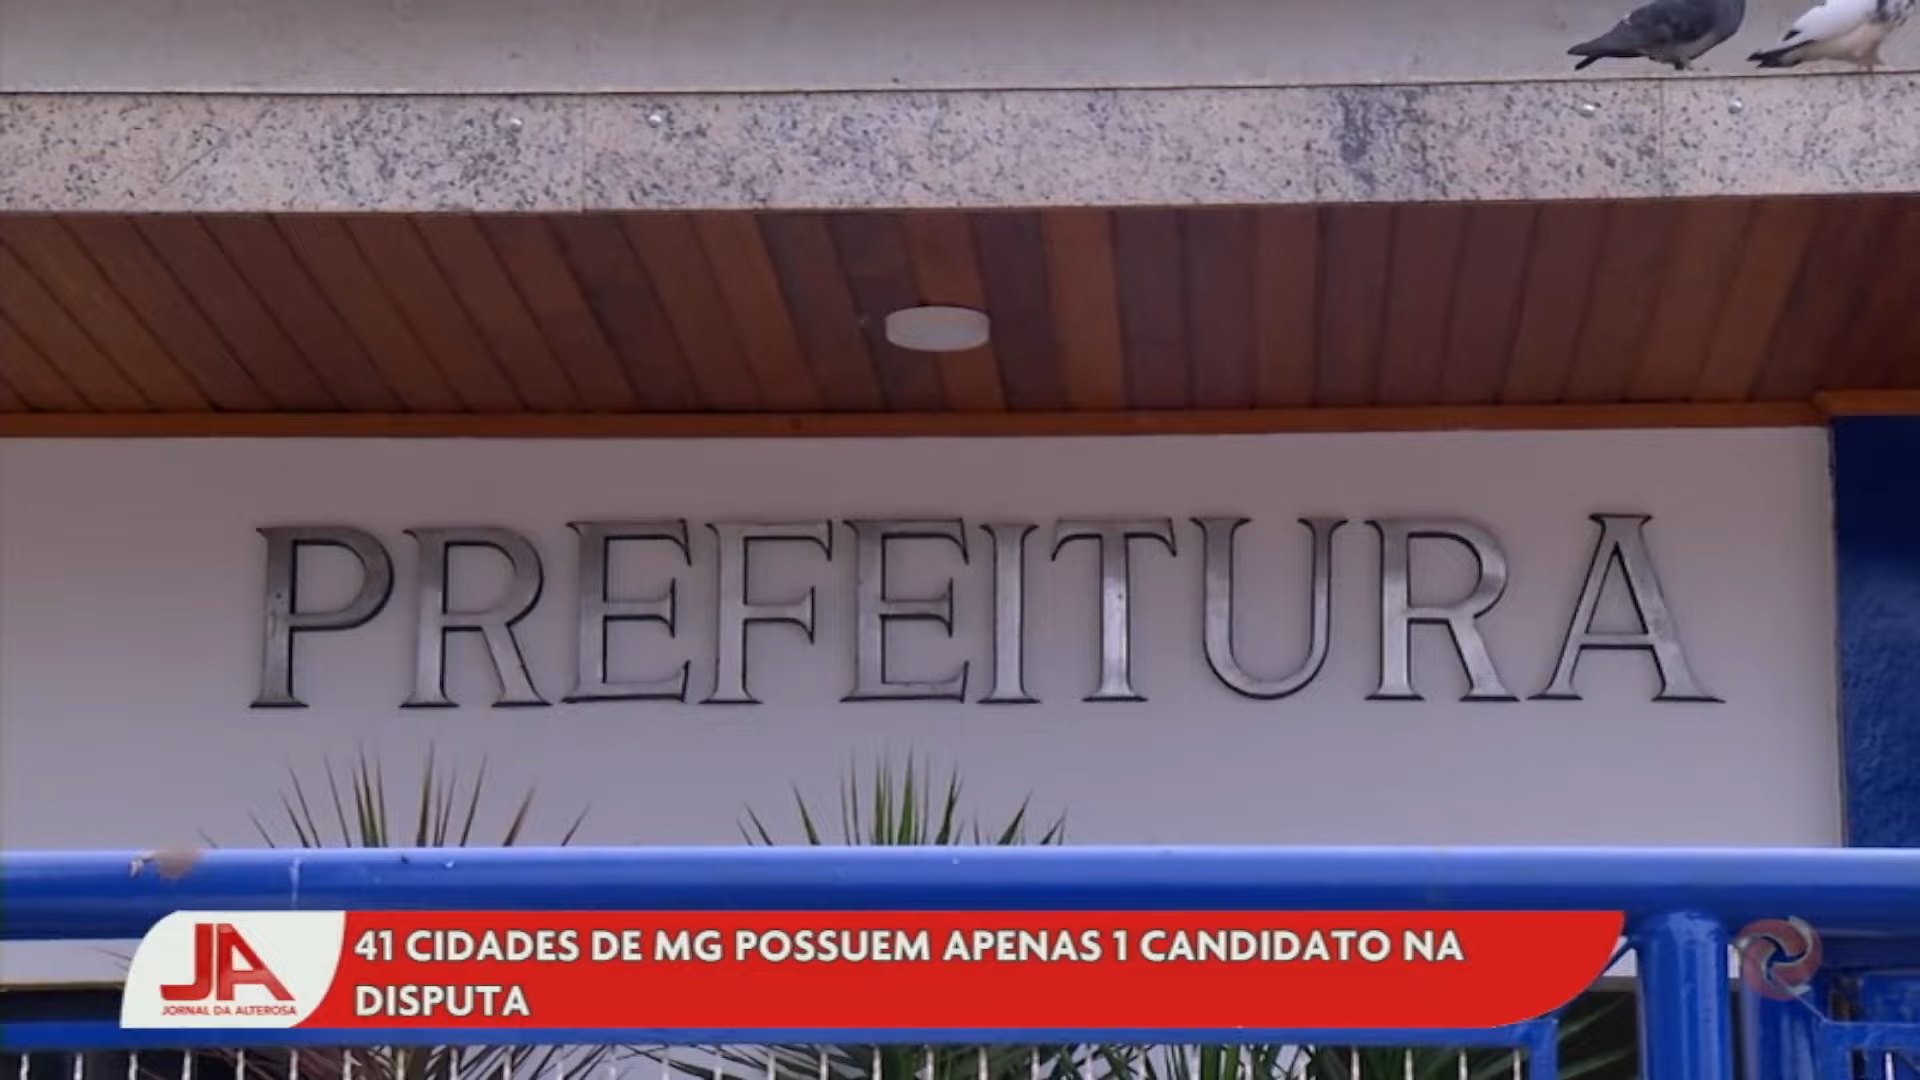 PREFEITURA
41 CIDADES DE MG POSSUEM APENAS 1 CANDIDATO NA
DISPUTA
JA
JORNAL DA ALTEROSA